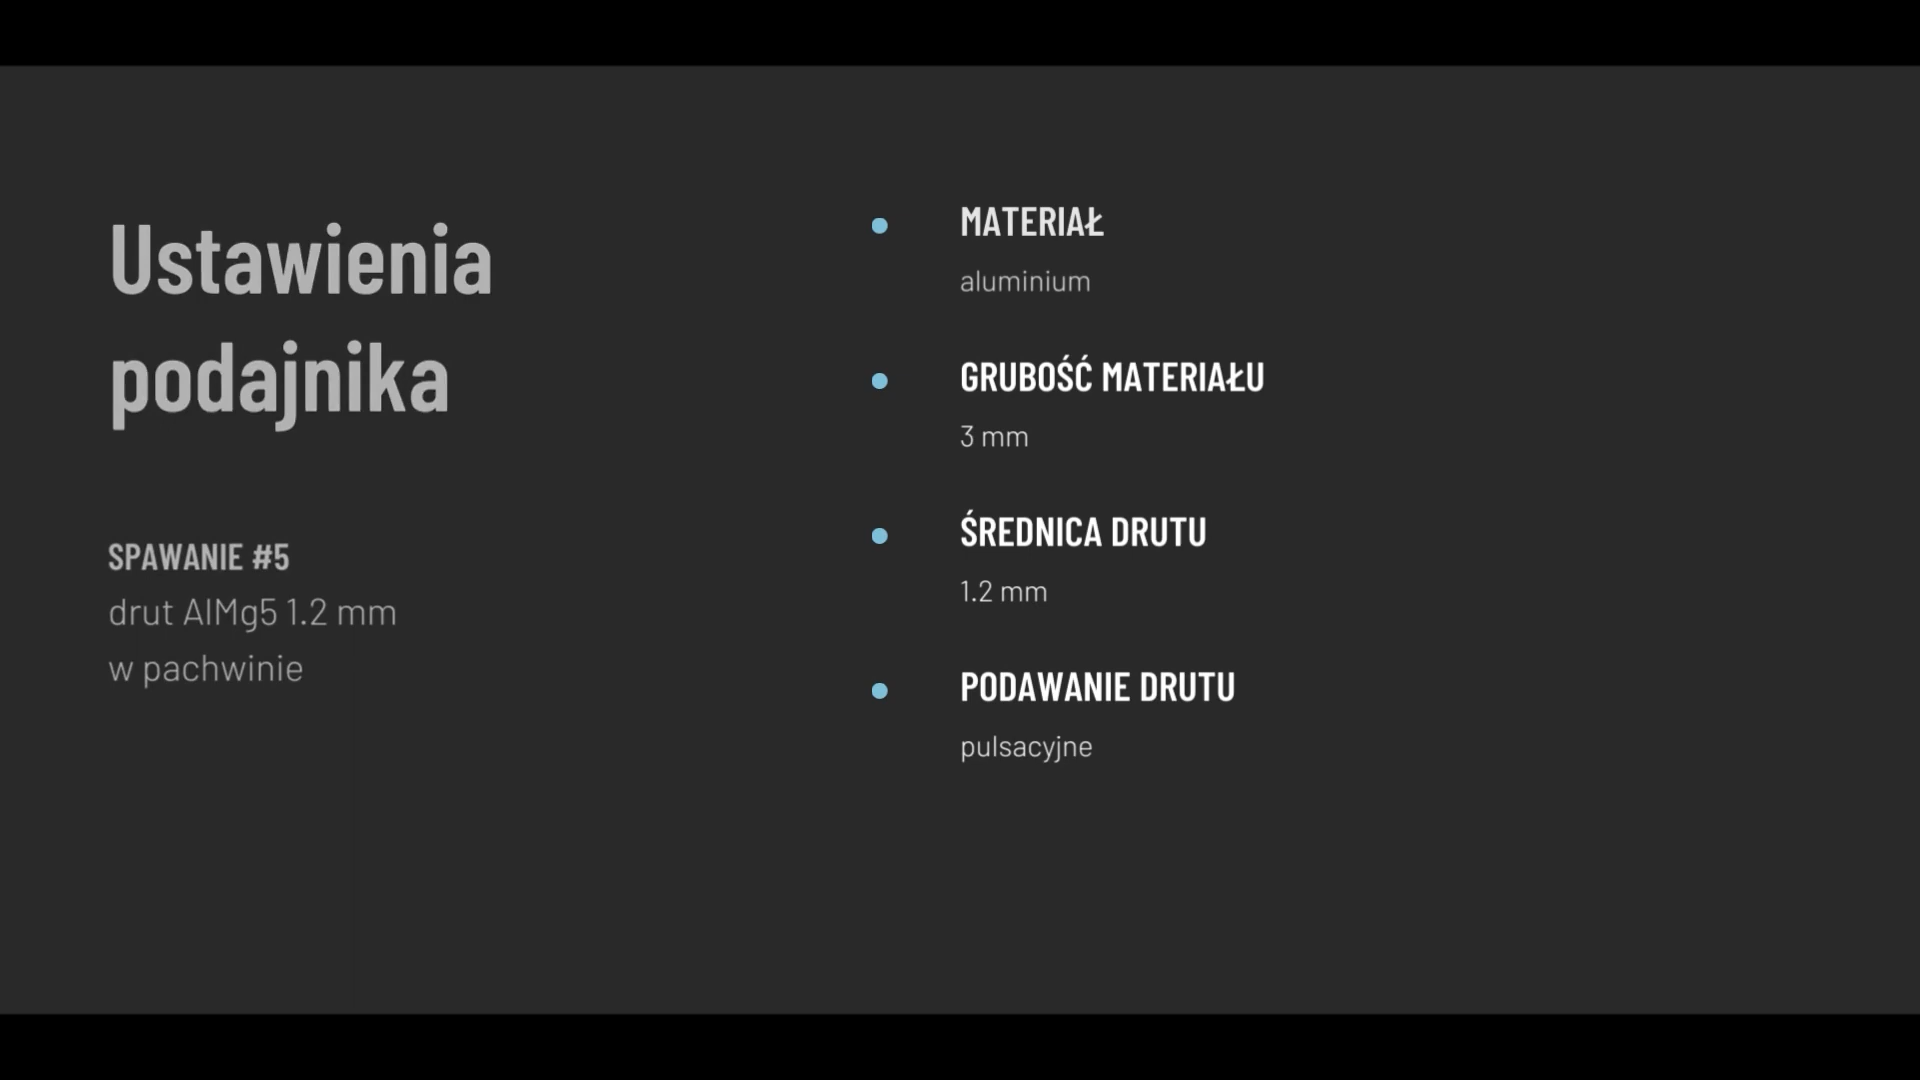 Ustawienia
podajnika
SPAWANIE #5
drut AlMg5 1.2 mm
w pachwinie
MATERIAŁ
aluminium
GRUBOŚĆ MATERIAŁU
3 mm
ŚREDNICA DRUTU
1.2 mm
PODAWANIE DRUTU
pulsacyjne